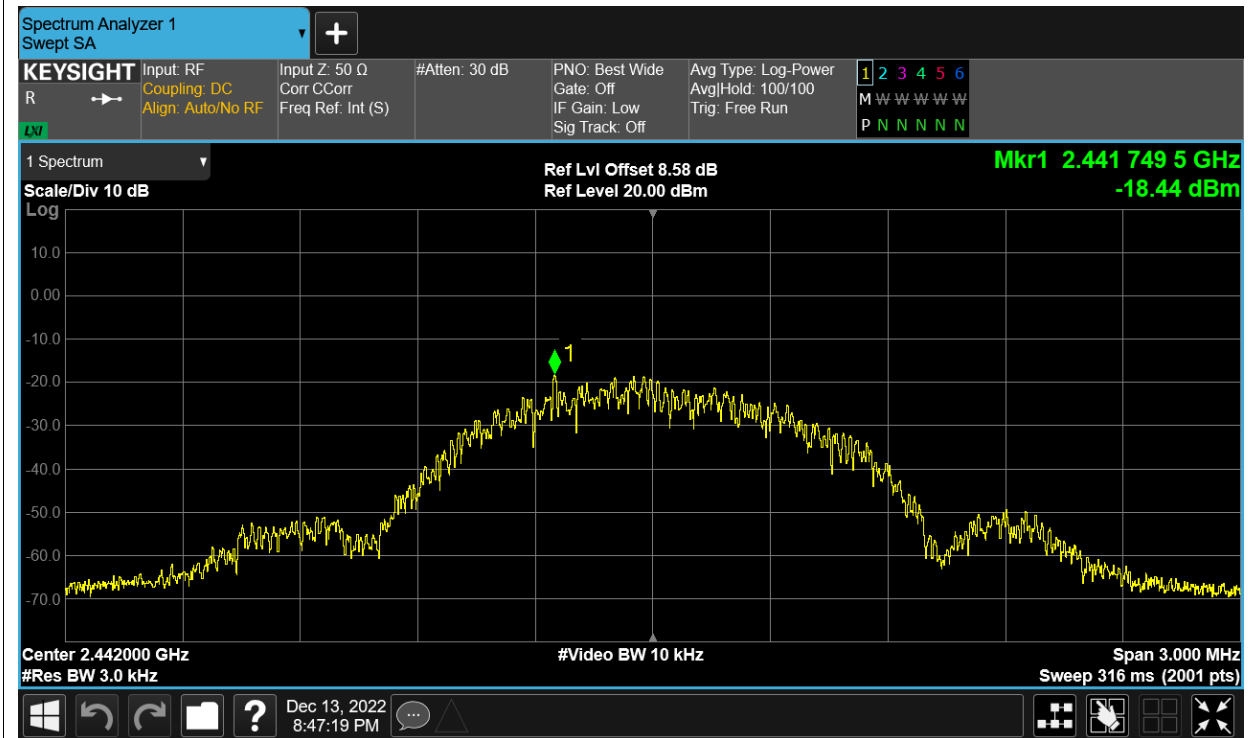 Spectrum Analyzer 1
Swept SA
+
KEYSIGHT
R
LXI
Input: RF
Coupling: DC
Align: Auto/No RF
Input Z: 50 Ω
Corr CCorr
Freq Ref: Int (S)
#Atten: 30 dB
PNO: Best Wide
Gate: Off
IF Gain: Low
Sig Track: Off
Avg Type: Log-Power
Avg|Hold: 100/100
Trig: Free Run
1 2 3 4 5 6
M W W W W W
P N N N N N
1 Spectrum
Scale/Div 10 dB
Ref Lvl Offset 8.58 dB
Ref Level 20.00 dBm
Mkr1 2.441 749 5 GHz
-18.44 dBm
Log
10.0
0.00
-10.0
-20.0
-30.0
-40.0
-50.0
-60.0
-70.0
1
Center 2.442000 GHz
#Res BW 3.0 kHz
#Video BW 10 kHz
Span 3.000 MHz
Sweep 316 ms (2001 pts)
?
Dec 13, 2022
8:47:19 PM